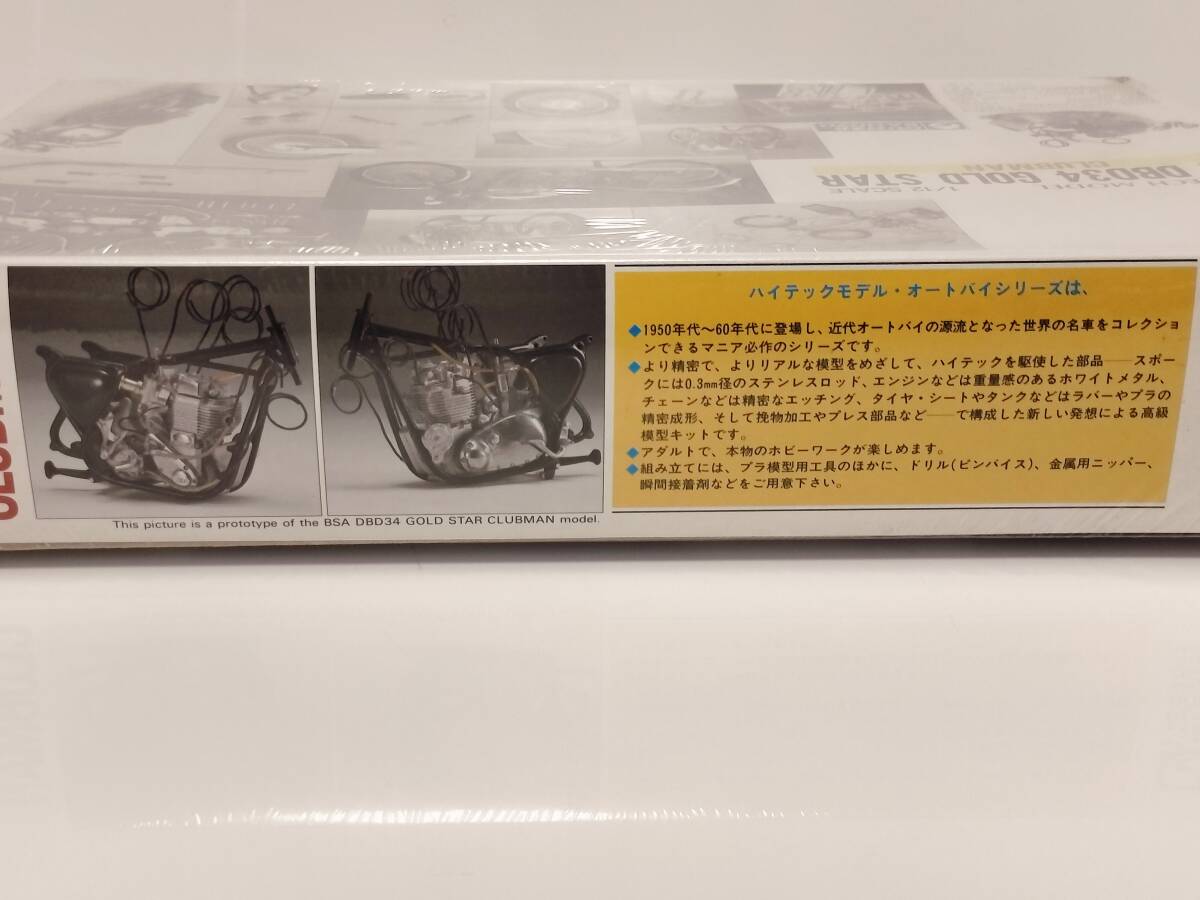 CH MODEL
1/12 SCALE
DBD34 GOLD STAR
CLUBMAN
This picture is a prototype of the BSA DBD34 GOLD STAR CLUBMAN model.
ハイテックモデル・オートバイシリーズは、
◆1950年代〜60年代に登場し、近代オートバイの源流となった世界の名車をコレクショ
ンできるマニア必作のシリーズです。
◆より精密で、よりリアルな模型をめざして、ハイテックを駆使した部品――スポー
クには0.3mm径のステンレスロッド、エンジンなどは重量感のあるホワイトメタル、
チェーンなどは精密なエッチング、タイヤ・シートやタンクなどはラバーやプラの
精密成形、そして挽物加工やプレス部品など――で構成した新しい発想による高級
模型キットです。
◆アダルトで、本物のホビーワークが楽しめます。
◆組み立てには、プラ模型用工具のほかに、ドリル(ピンバイス)、金属用ニッパー、
瞬間接着剤などをご用意下さい。